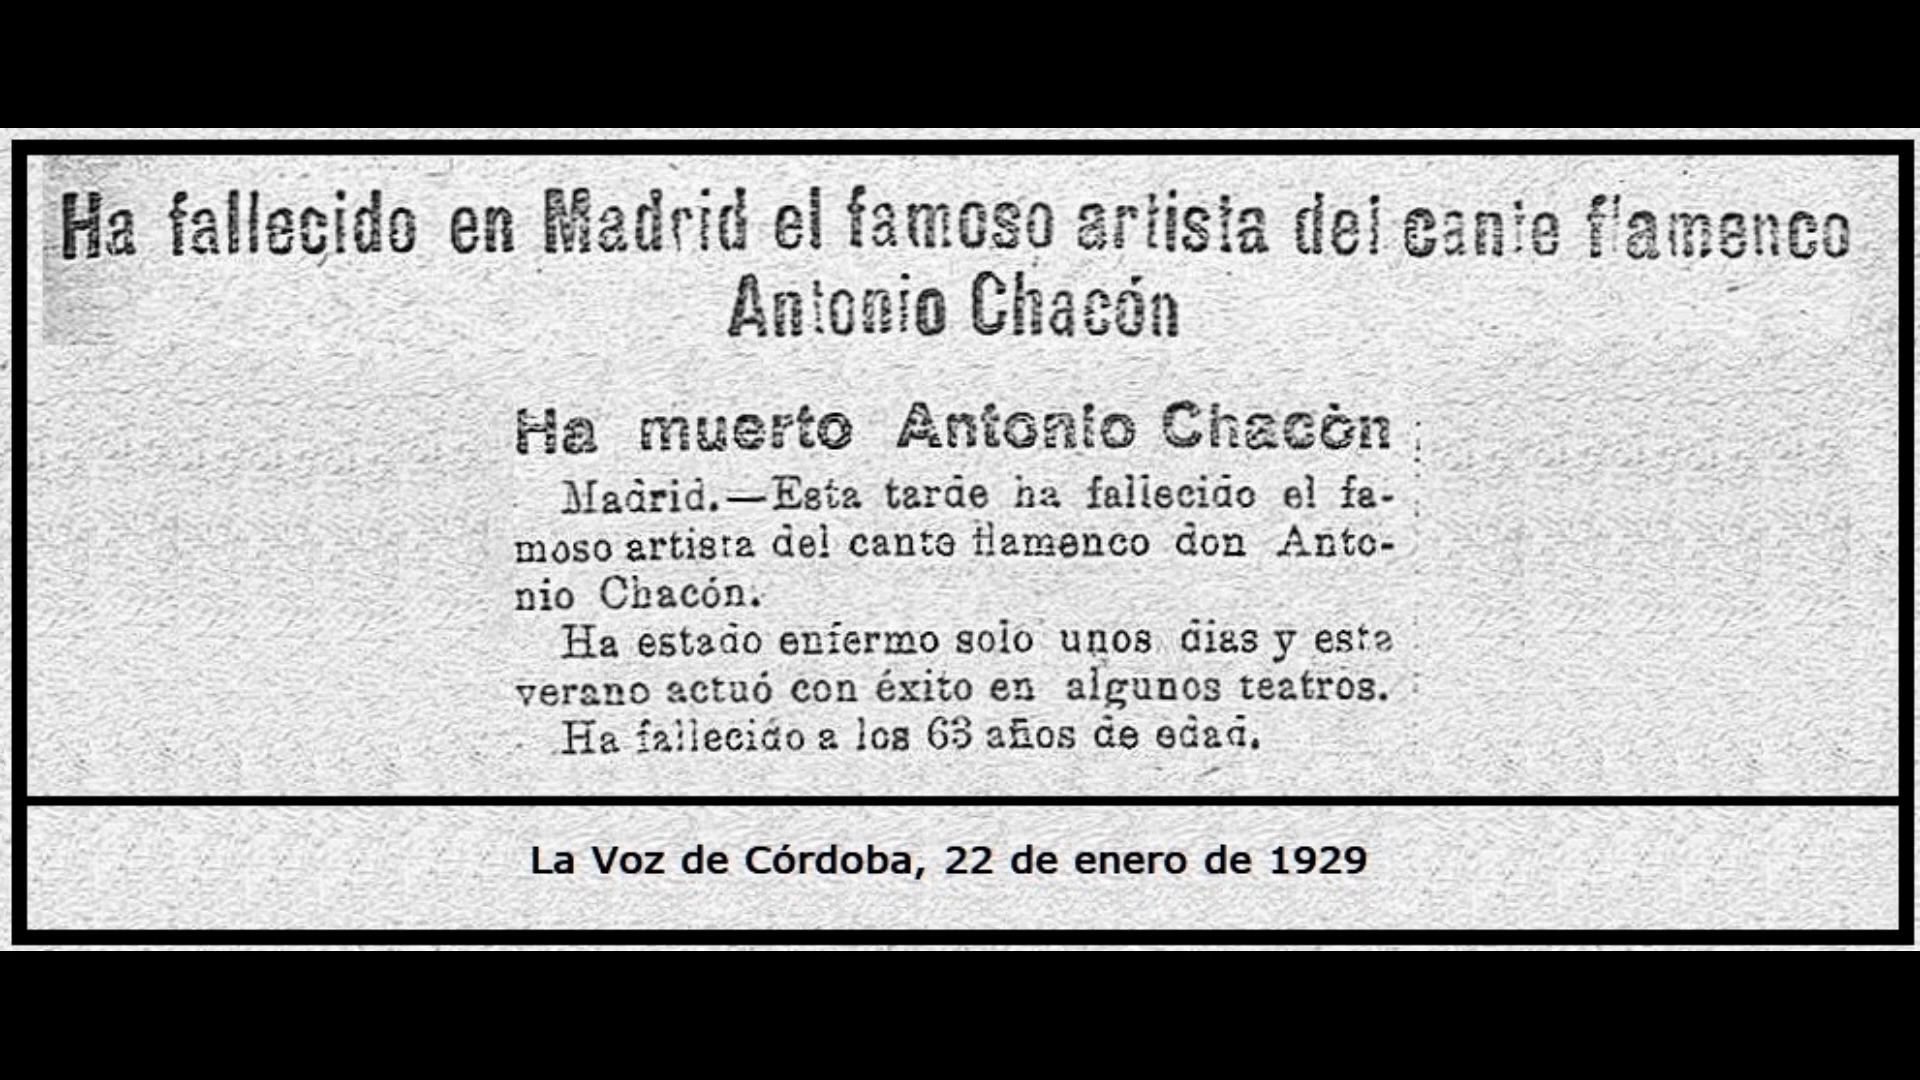 Ha fallecido en Madrid el famoso artista del cante flamenco
Antonio Chacón
Ha muerto Antonio Chacón
Madrid.—Esta tarde ha fallecido el fa-
moso artista del cante flamenco don Anto-
nio Chacón.
Ha estado enfermo solo unos dias y este
verano actuó con éxito en algunos teatros.
Ha fallecido a los 63 años de edad.
La Voz de Córdoba, 22 de enero de 1929